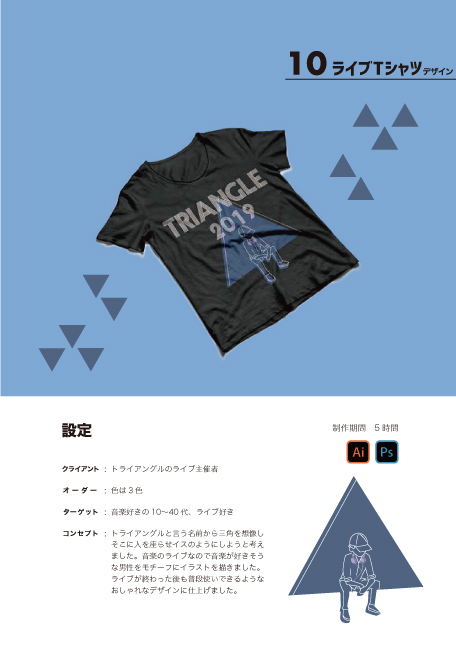 10 ライブTシャツデザイン
TRIANGLE
2019
設定
制作期間　5時間
Ai Ps
クライアント : トライアングルのライブ主催者
オーダー : 色は3色
ターゲット : 音楽好きの10〜40代、ライブ好き
コンセプト : トライアングルと言う名前から三角を想像し
そこに人を座らせイスのようにしようと考え
ました。音楽のライブなので音楽が好きそう
な男性をモチーフにイラストを描きました。
ライブが終わった後も普段使いできるような
おしゃれなデザインに仕上げました。